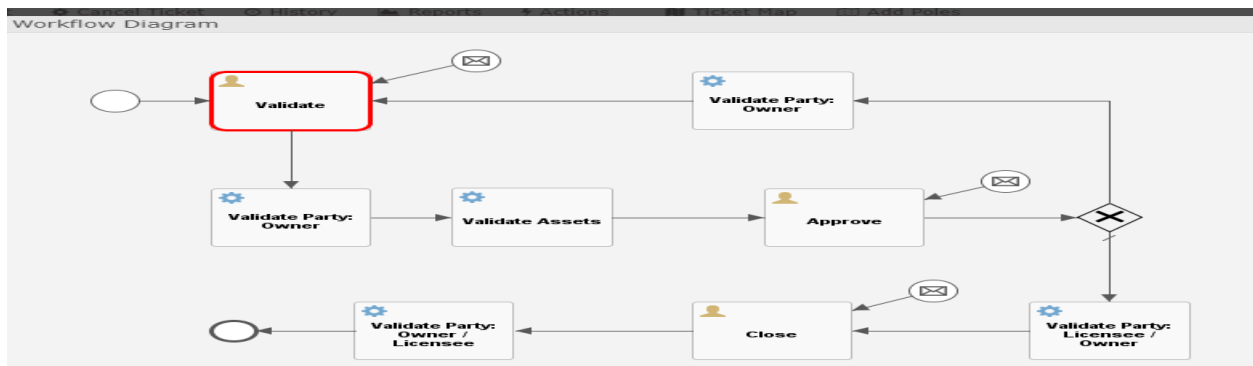 Cancel Ticket
History
Reports
Actions
Ticket Map
Add Poles
Workflow Diagram
Validate
Validate Party:
Owner
Validate Party:
Owner
Validate Assets
Approve
Validate Party:
Owner /
Licensee
Close
Validate Party:
Licensee /
Owner